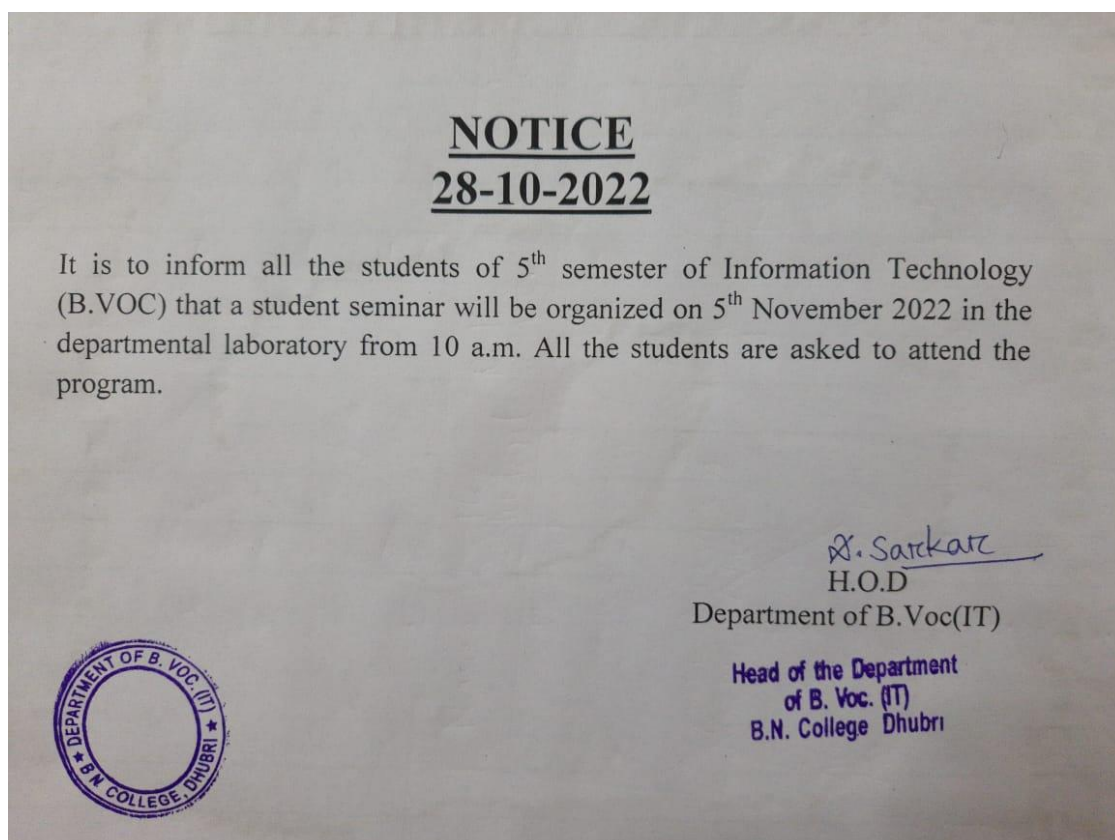 NOTICE
28-10-2022
It is to inform all the students of 5th semester of Information Technology
(B.VOC) that a student seminar will be organized on 5th November 2022 in the
departmental laboratory from 10 a.m. All the students are asked to attend the
program.
Sarkar
H.O.D
Department of B.Voc(IT)
Head of the Department
of B. Voc. (IT)
B.N. College Dhubri
DEPARTMENT OF B. VOC. (IT)
B.N. COLLEGE, DHUBRI